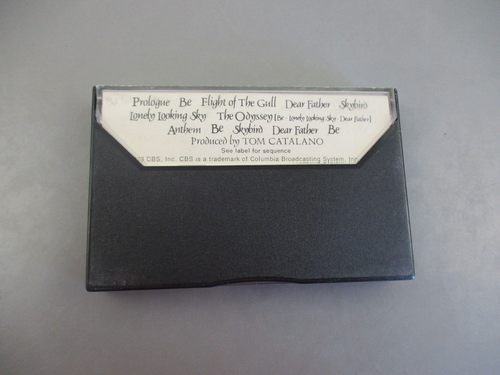 Prologue Be Flight of The Gull Dear Father Skybird
Lonely Looking Sky The Odyssey [Be · Lonely Looking Sky · Dear Father]
Anthem Be Skybird Dear Father Be
Produced by TOM CATALANO
See label for sequence
3 CBS, Inc. CBS is a trademark of Columbia Broadcasting System, Inc